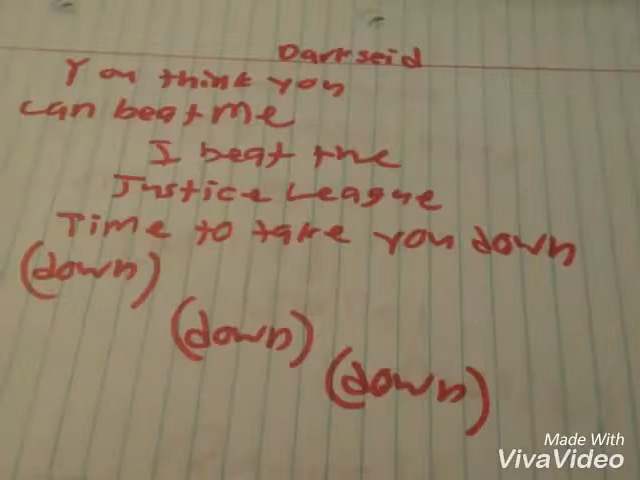 Darkseid
You think you
can beat me
I beat the
Justice League
Time to take you down
(down)
(down)
(down)
Made With
VivaVideo